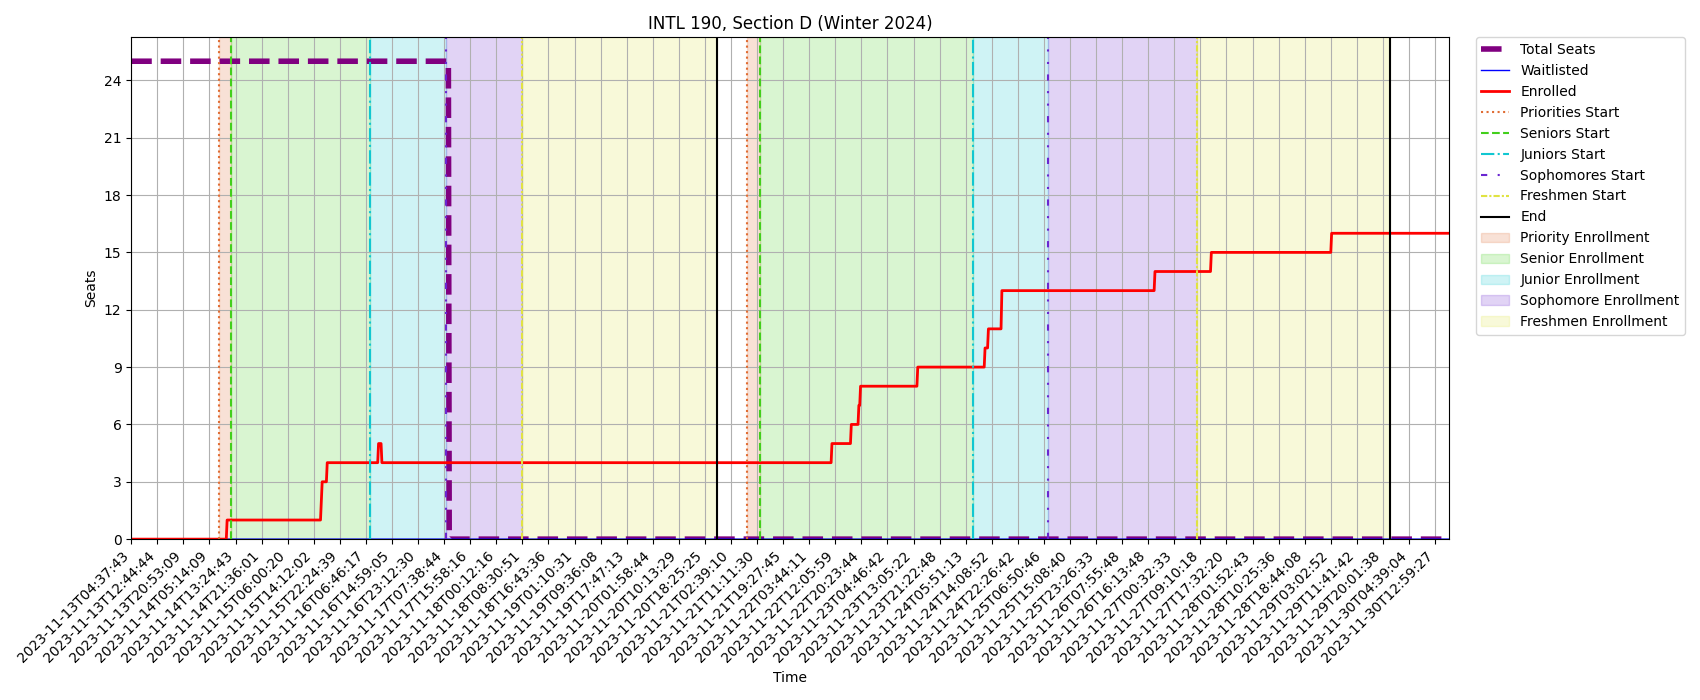 INTL 190, Section D (Winter 2024)
Seats
24
21
18
15
12
9
6
3
0
2023-11-13T04:37:43
2023-11-13T12:44:44
2023-11-13T20:53:09
2023-11-14T05:14:09
2023-11-14T13:24:43
2023-11-14T21:36:01
2023-11-15T06:00:20
2023-11-15T14:12:02
2023-11-15T22:24:39
2023-11-16T06:46:17
2023-11-16T14:59:05
2023-11-16T23:12:30
2023-11-17T07:38:44
2023-11-17T15:58:16
2023-11-18T00:12:16
2023-11-18T08:30:51
2023-11-18T16:43:36
2023-11-19T01:10:31
2023-11-19T09:36:08
2023-11-19T17:47:13
2023-11-20T01:58:44
2023-11-20T10:13:29
2023-11-20T18:25:25
2023-11-21T02:39:10
2023-11-21T11:11:30
2023-11-21T19:27:45
2023-11-22T03:44:11
2023-11-22T12:05:59
2023-11-22T20:23:44
2023-11-23T04:46:42
2023-11-23T13:05:22
2023-11-23T21:22:48
2023-11-24T05:51:13
2023-11-24T14:08:52
2023-11-24T22:26:42
2023-11-25T06:50:46
2023-11-25T15:08:40
2023-11-25T23:26:33
2023-11-26T07:55:48
2023-11-26T16:13:48
2023-11-27T00:32:33
2023-11-27T09:10:18
2023-11-27T17:32:20
2023-11-28T01:52:43
2023-11-28T10:25:36
2023-11-28T18:44:08
2023-11-29T03:02:52
2023-11-29T11:41:42
2023-11-29T20:01:38
2023-11-30T04:39:04
2023-11-30T12:59:27
Time
Total Seats
Waitlisted
Enrolled
Priorities Start
Seniors Start
Juniors Start
Sophomores Start
Freshmen Start
End
Priority Enrollment
Senior Enrollment
Junior Enrollment
Sophomore Enrollment
Freshmen Enrollment